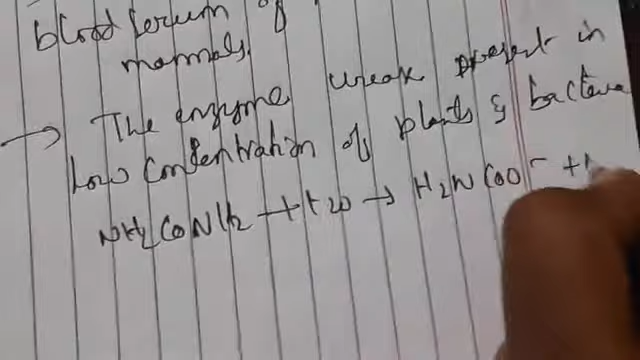 blood serum of
mammals.
→ The enzyme urease present in
Low concentration of plants & bacteria
NH2CONH2 + H2O → H2NCOO⁻ +